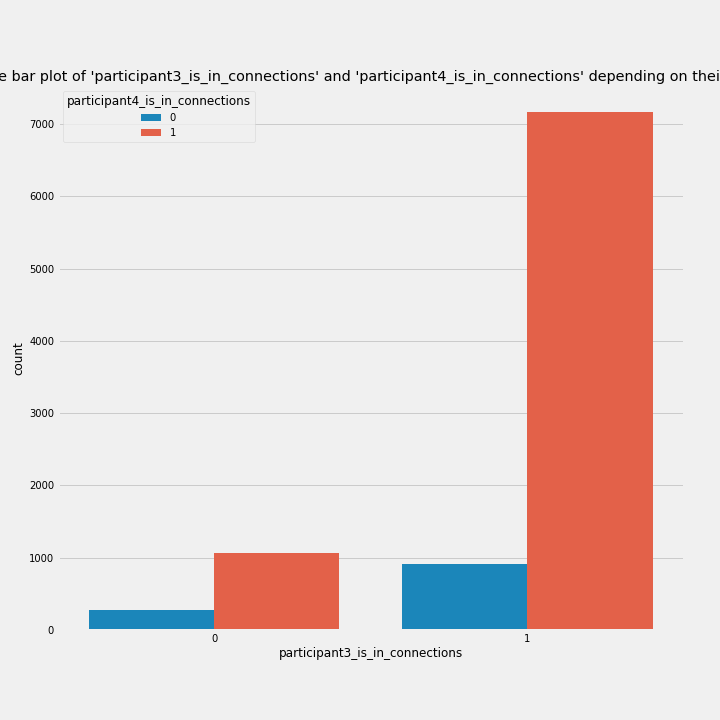 e bar plot of 'participant3_is_in_connections' and 'participant4_is_in_connections' depending on thei
participant4_is_in_connections
0
1
7000
6000
5000
4000
3000
2000
1000
0
count
0 1
participant3_is_in_connections